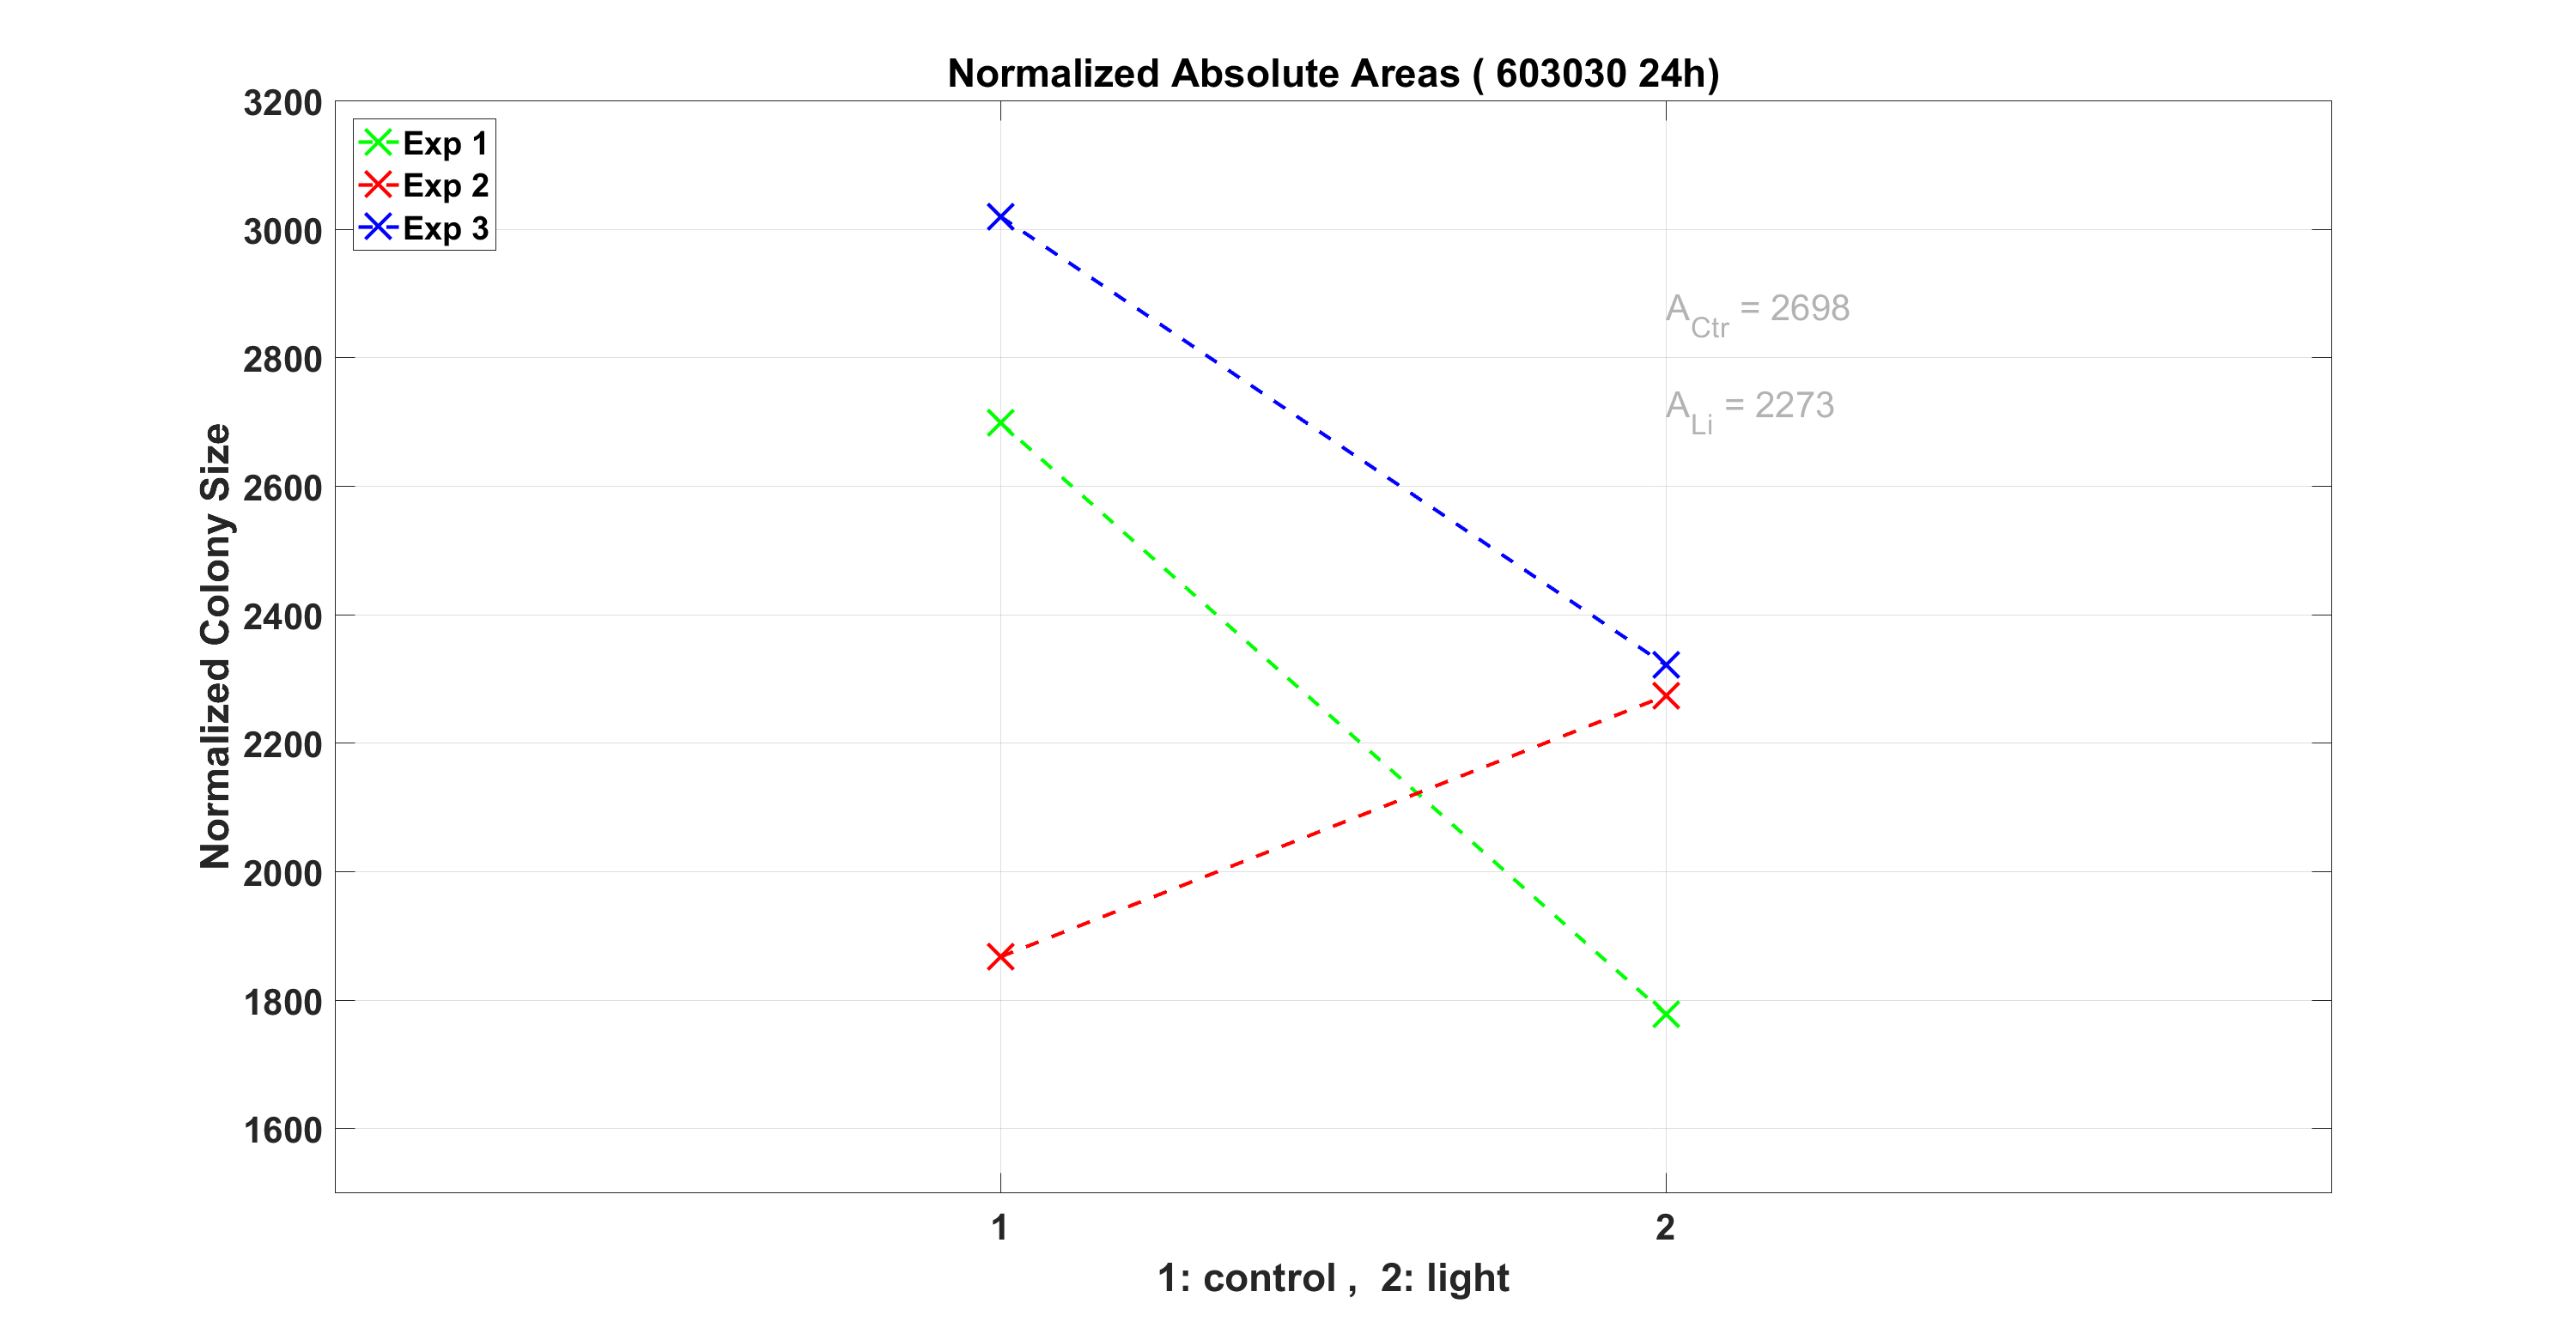 Normalized Absolute Areas ( 603030 24h)
3200
3000
2800
2600
2400
2200
2000
1800
1600
Normalized Colony Size
Exp 1
Exp 2
Exp 3
A_Ctr = 2698
A_Li = 2273
1 2
1: control ,  2: light